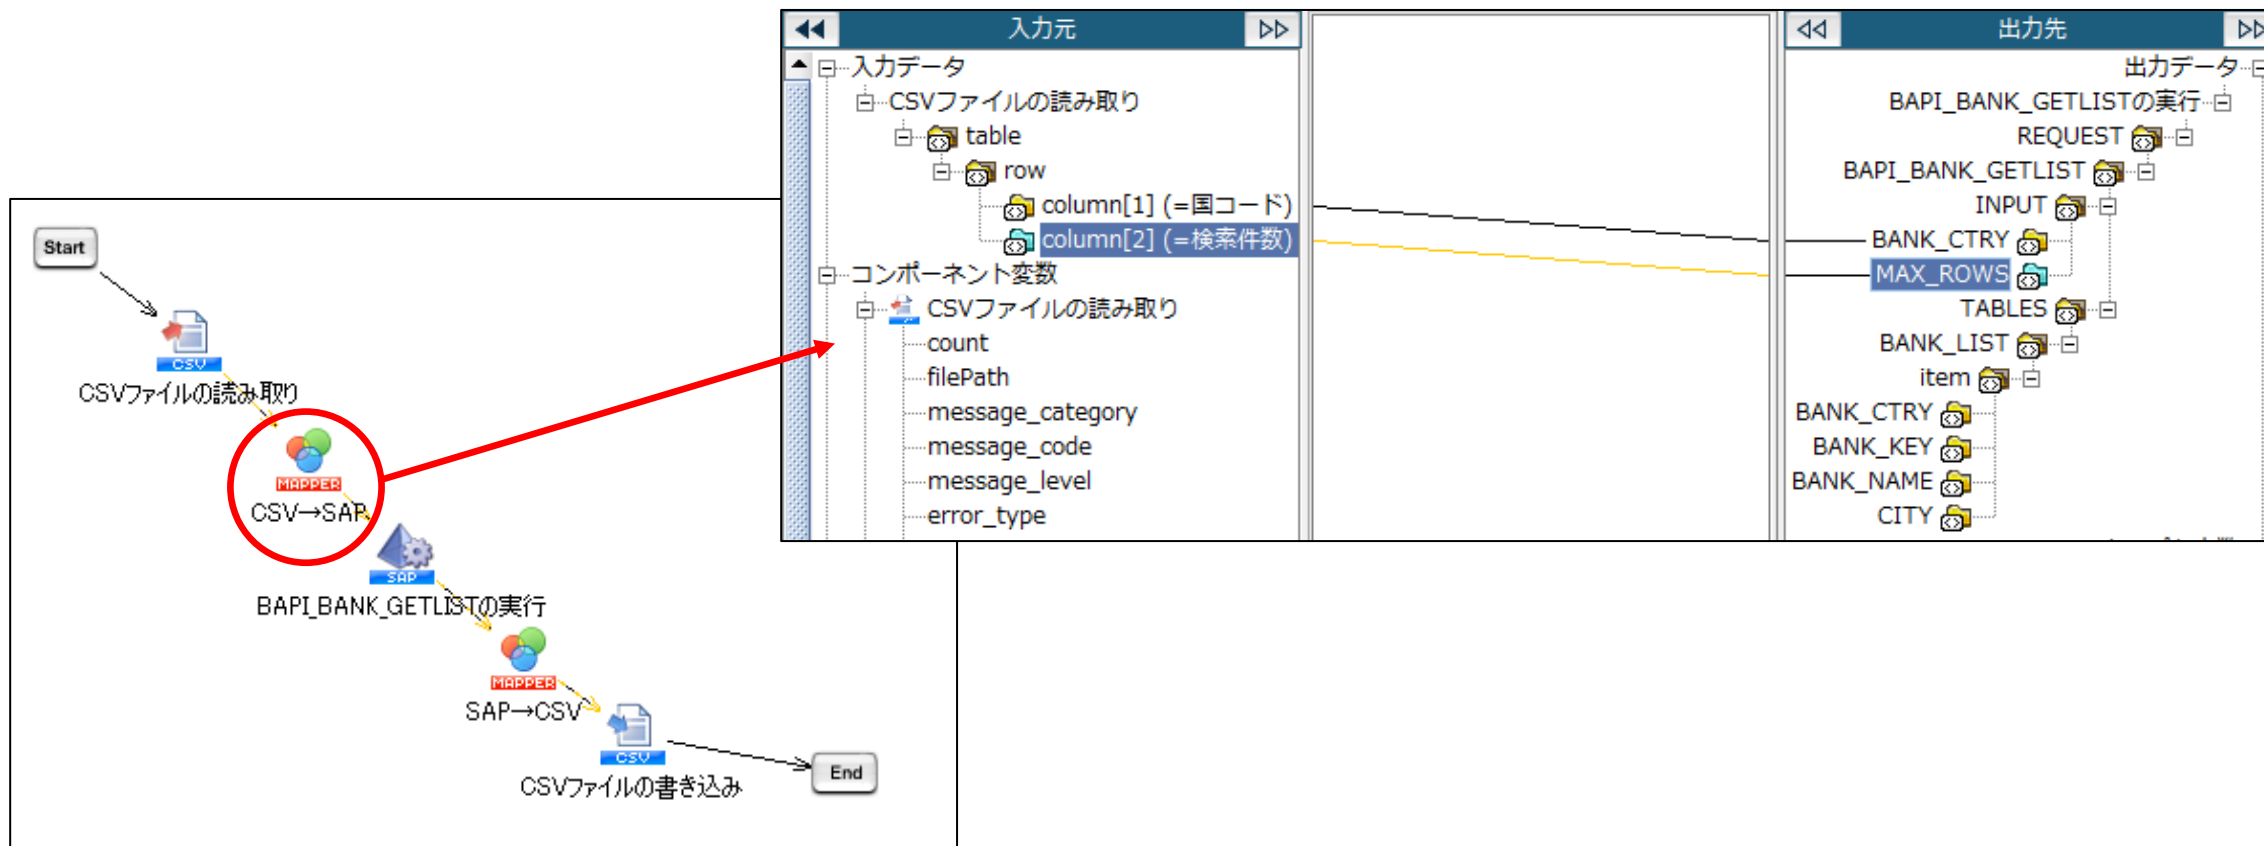 Start
CSV
CSVファイルの読み取り
MAPPER
CSV→SAP
SAP
BAPI_BANK_GETLISTの実行
MAPPER
SAP→CSV
CSV
CSVファイルの書き込み
End
入力元
入力データ
CSVファイルの読み取り
table
row
column[1] (=国コード)
column[2] (=検索件数)
コンポーネント変数
CSVファイルの読み取り
count
filePath
message_category
message_code
message_level
error_type
出力先
出力データ
BAPI_BANK_GETLISTの実行
REQUEST
BAPI_BANK_GETLIST
INPUT
BANK_CTRY
MAX_ROWS
TABLES
BANK_LIST
item
BANK_CTRY
BANK_KEY
BANK_NAME
CITY